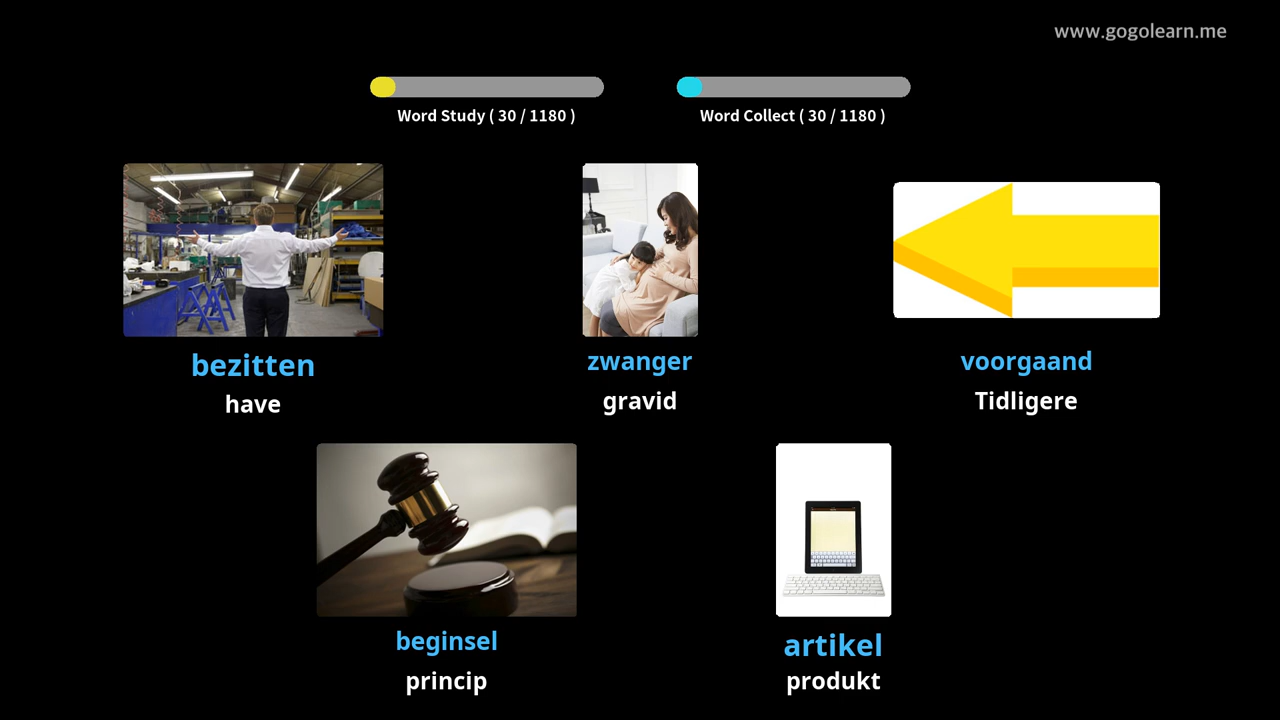 www.gogolearn.me
Word Study ( 30 / 1180 )
Word Collect ( 30 / 1180 )
bezitten
have
zwanger
gravid
voorgaand
Tidligere
beginsel
princip
artikel
produkt